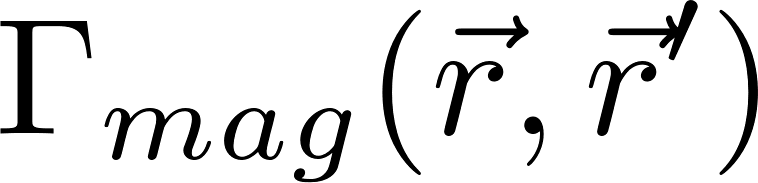 Γ_{mag} ( \vec{r}, \vec{r}' )